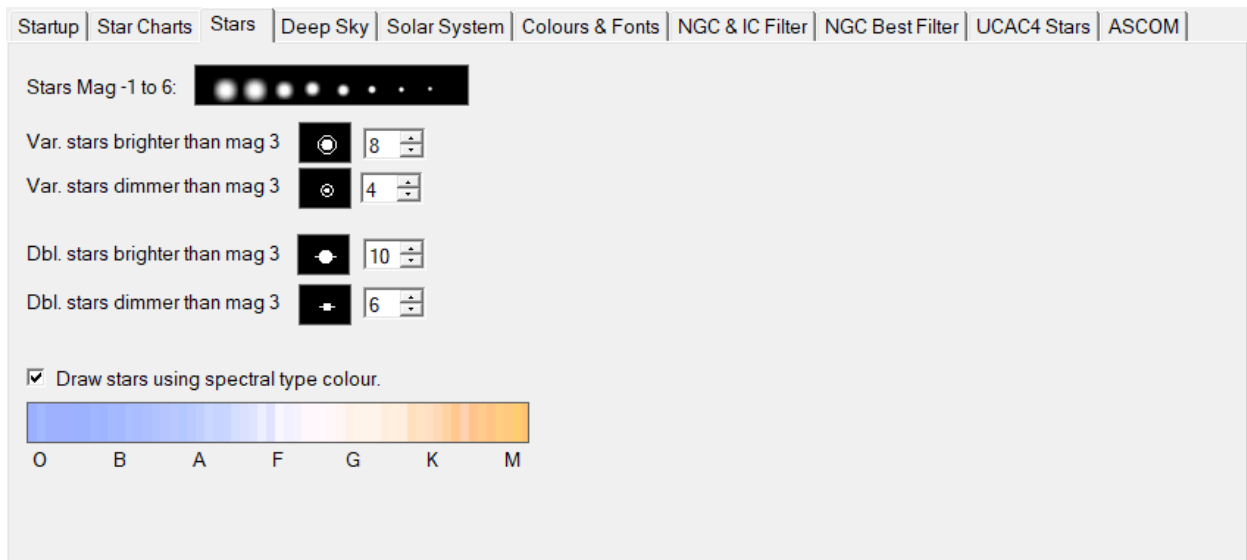 Startup Star Charts Stars Deep Sky Solar System Colours & Fonts NGC & IC Filter NGC Best Filter UCAC4 Stars ASCOM
Stars Mag -1 to 6:
Var. stars brighter than mag 3 8
Var. stars dimmer than mag 3 4
Dbl. stars brighter than mag 3 10
Dbl. stars dimmer than mag 3 6
Draw stars using spectral type colour.
O B A F G K M